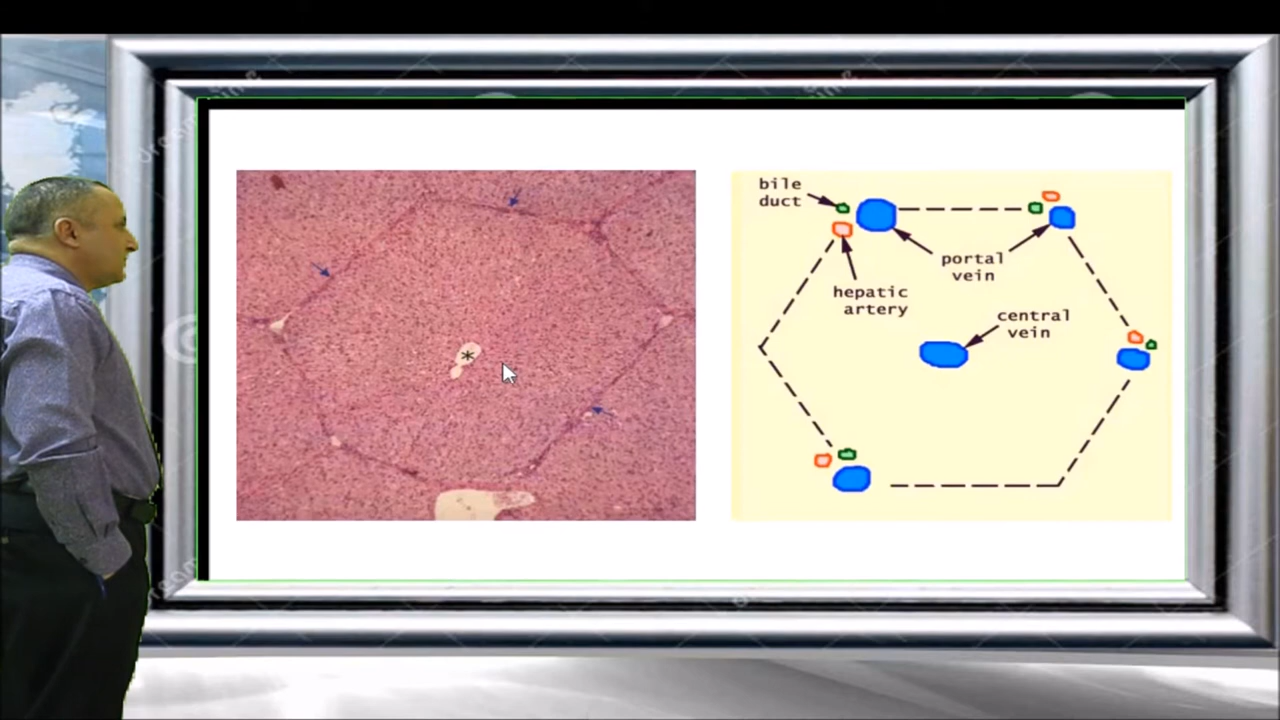 bile
duct
portal
vein
hepatic
artery
central
vein
*